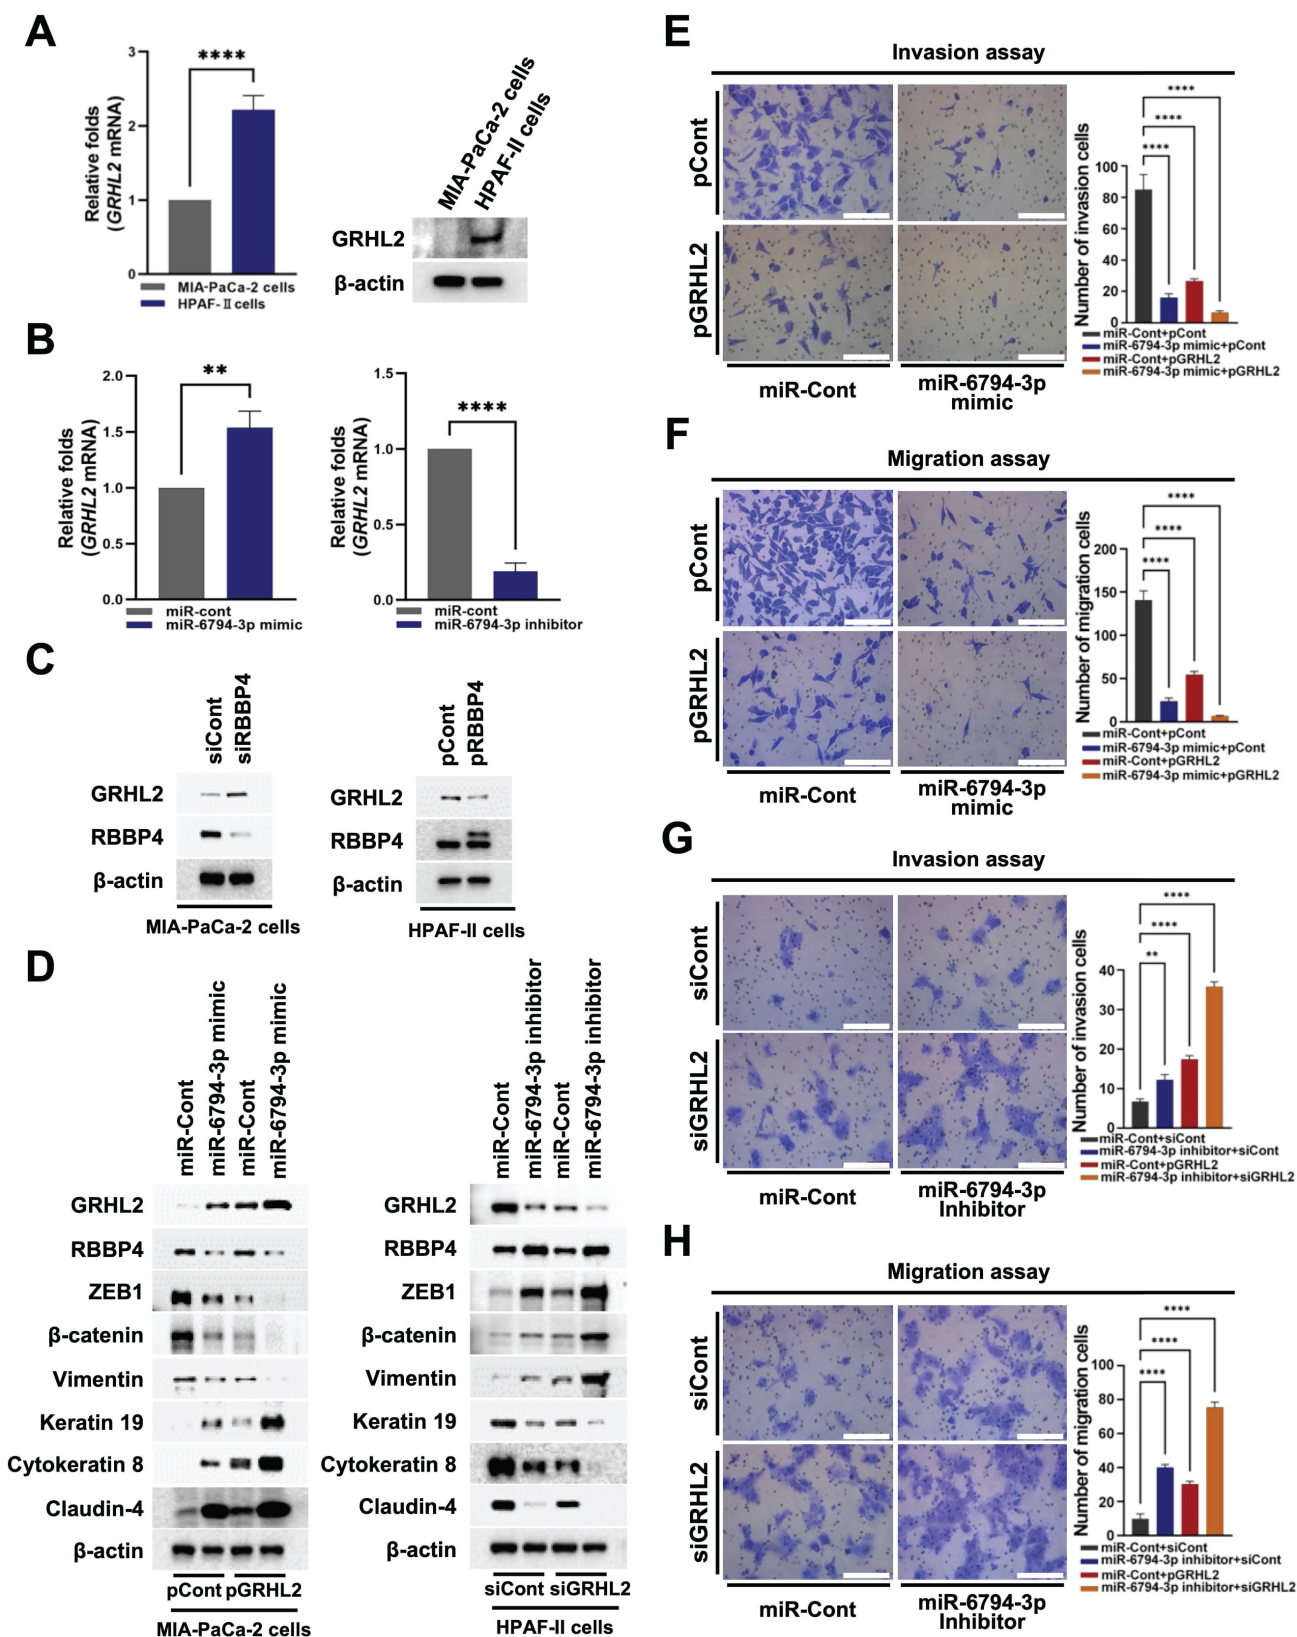 A
Relative folds
(GRHL2 mRNA)
3
2
1
0
****
MIA-PaCa-2 cells
HPAF-Ⅱ cells
MIA-PaCa-2 cells
HPAF-II cells
GRHL2
β-actin
B
Relative folds
(GRHL2 mRNA)
2.0
1.5
1.0
0.5
0.0
**
miR-cont
miR-6794-3p mimic
Relative folds
(GRHL2 mRNA)
1.5
1.0
0.5
0.0
****
miR-cont
miR-6794-3p inhibitor
C
siCont
siRBBP4
GRHL2
RBBP4
β-actin
MIA-PaCa-2 cells
pCont
pRBBP4
GRHL2
RBBP4
β-actin
HPAF-II cells
D
miR-Cont
miR-6794-3p mimic
miR-Cont
miR-6794-3p mimic
GRHL2
RBBP4
ZEB1
β-catenin
Vimentin
Keratin 19
Cytokeratin 8
Claudin-4
β-actin
pCont pGRHL2
MIA-PaCa-2 cells
miR-Cont
miR-6794-3p inhibitor
miR-Cont
miR-6794-3p inhibitor
GRHL2
RBBP4
ZEB1
β-catenin
Vimentin
Keratin 19
Cytokeratin 8
Claudin-4
β-actin
siCont siGRHL2
HPAF-II cells
E
Invasion assay
pCont
pGRHL2
miR-Cont
miR-6794-3p
mimic
Number of invasion cells
100
80
60
40
20
0
****
****
****
miR-Cont+pCont
miR-6794-3p mimic+pCont
miR-Cont+pGRHL2
miR-6794-3p mimic+pGRHL2
F
Migration assay
pCont
pGRHL2
miR-Cont
miR-6794-3p
mimic
Number of migration cells
200
150
100
50
0
****
****
****
miR-Cont+pCont
miR-6794-3p mimic+pCont
miR-Cont+pGRHL2
miR-6794-3p mimic+pGRHL2
G
Invasion assay
siCont
siGRHL2
miR-Cont
miR-6794-3p
Inhibitor
Number of invasion cells
40
30
20
10
0
****
****
**
miR-Cont+siCont
miR-6794-3p inhibitor+siCont
miR-Cont+pGRHL2
miR-6794-3p inhibitor+siGRHL2
H
Migration assay
siCont
siGRHL2
miR-Cont
miR-6794-3p
Inhibitor
Number of migration cells
100
80
60
40
20
0
****
****
****
miR-Cont+siCont
miR-6794-3p inhibitor+siCont
miR-Cont+pGRHL2
miR-6794-3p inhibitor+siGRHL2